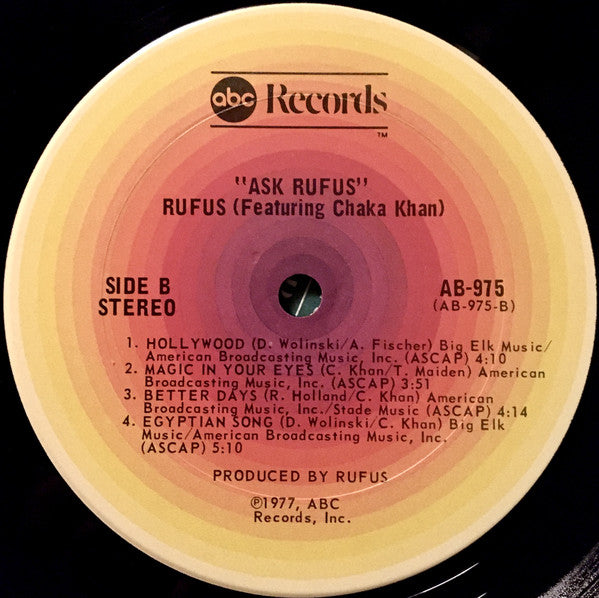 abc Records
TM
"ASK RUFUS"
RUFUS (Featuring Chaka Khan)
SIDE B
STEREO
AB-975
(AB-975-B)
1. HOLLYWOOD (D. Wolinski/A. Fischer) Big Elk Music/
American Broadcasting Music, Inc. (ASCAP) 4:10
2. MAGIC IN YOUR EYES (C. Khan/T. Maiden) American
Broadcasting Music, Inc. (ASCAP) 3:51
3. BETTER DAYS (R. Holland/C. Khan) American
Broadcasting Music, Inc./Stade Music (ASCAP) 4:14
4. EGYPTIAN SONG (D. Wolinski/C. Khan) Big Elk
Music/American Broadcasting Music, Inc.
(ASCAP) 5:10
PRODUCED BY RUFUS
℗1977, ABC
Records, Inc.